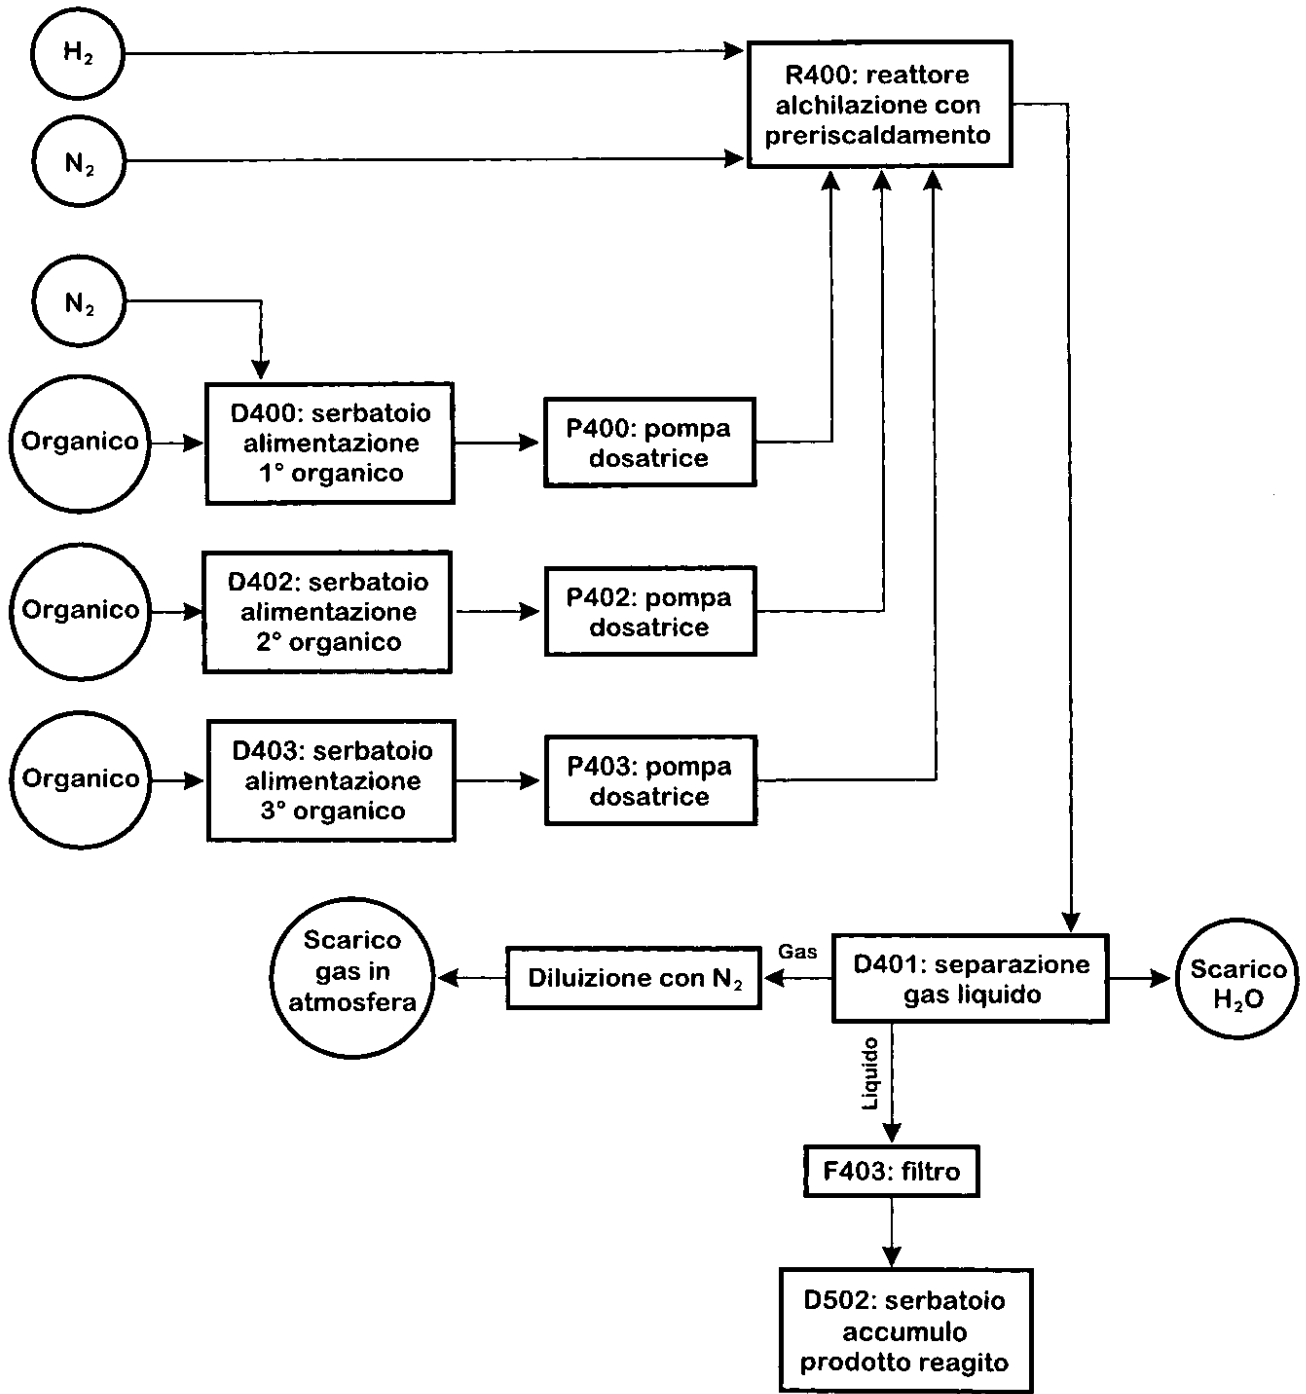 H₂
R400: reattore
alchilazione con
preriscaldamento
N₂
N₂
Organico
D400: serbatoio
alimentazione
1° organico
P400: pompa
dosatrice
Organico
D402: serbatoio
alimentazione
2° organico
P402: pompa
dosatrice
Organico
D403: serbatoio
alimentazione
3° organico
P403: pompa
dosatrice
Scarico
gas in
atmosfera
Diluizione con N₂
Gas
D401: separazione
gas liquido
Scarico
H₂O
Liquido
F403: filtro
D502: serbatoio
accumulo
prodotto reagito